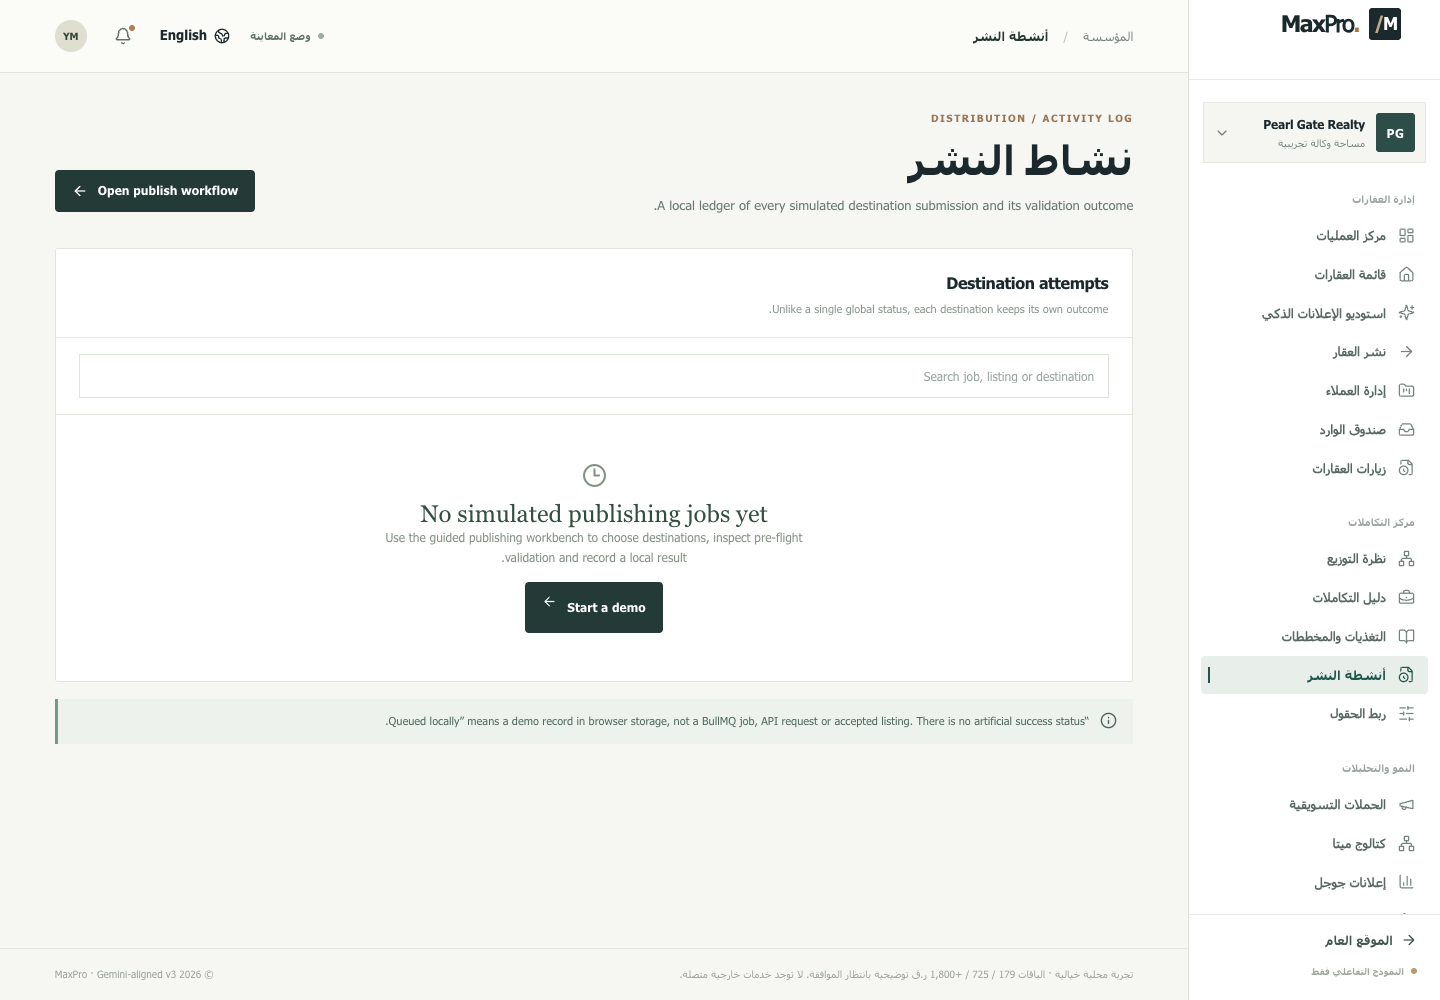 MaxPro.
/M
PG
Pearl Gate Realty
مساحة وكالة تجريبية
إدارة العقارات
مركز العمليات
قائمة العقارات
استوديو الإعلانات الذكي
نشر العقار
إدارة العملاء
صندوق الوارد
زيارات العقارات
مركز التكاملات
نظرة التوزيع
دليل التكاملات
التغذيات والمخططات
أنشطة النشر
ربط الحقول
النمو والتحليلات
الحملات التسويقية
كتالوج ميتا
إعلانات جوجل
الموقع العام
النموذج التفاعلي فقط
المؤسسة / أنشطة النشر
وضع المعاينة
English
YM
DISTRIBUTION / ACTIVITY LOG
نشاط النشر
A local ledger of every simulated destination submission and its validation outcome.
Open publish workflow
Destination attempts
Unlike a single global status, each destination keeps its own outcome.
Search job, listing or destination
No simulated publishing jobs yet
Use the guided publishing workbench to choose destinations, inspect pre-flight
validation and record a local result.
Start a demo
“Queued locally” means a demo record in browser storage, not a BullMQ job, API request or accepted listing. There is no artificial success status.
تجربة محلية خيالية · الباقات 179 / 725 / +1,800 ر.ق توضيحية بانتظار الموافقة. لا توجد خدمات خارجية متصلة.
© 2026 MaxPro · Gemini-aligned v3